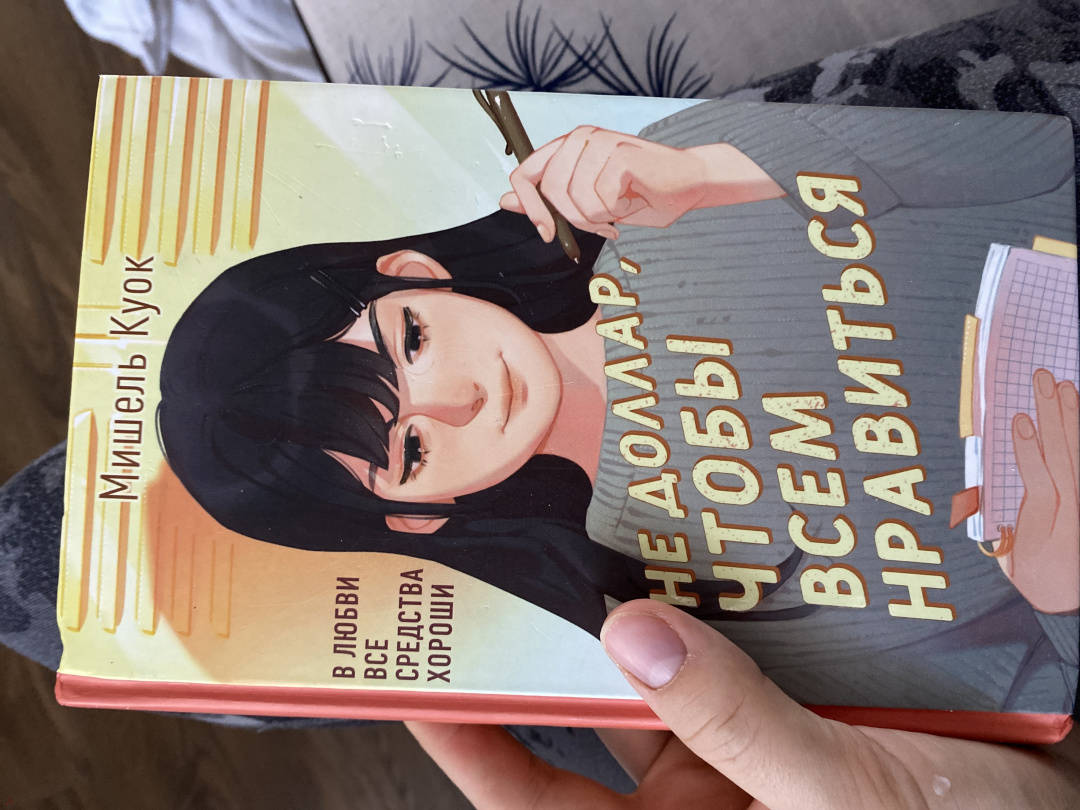 Мишель Куок
В ЛЮБВИ
ВСЕ
СРЕДСТВА
ХОРОШИ
НЕ ДОЛЛАР,
ЧТОБЫ
ВСЕМ
НРАВИТЬСЯ